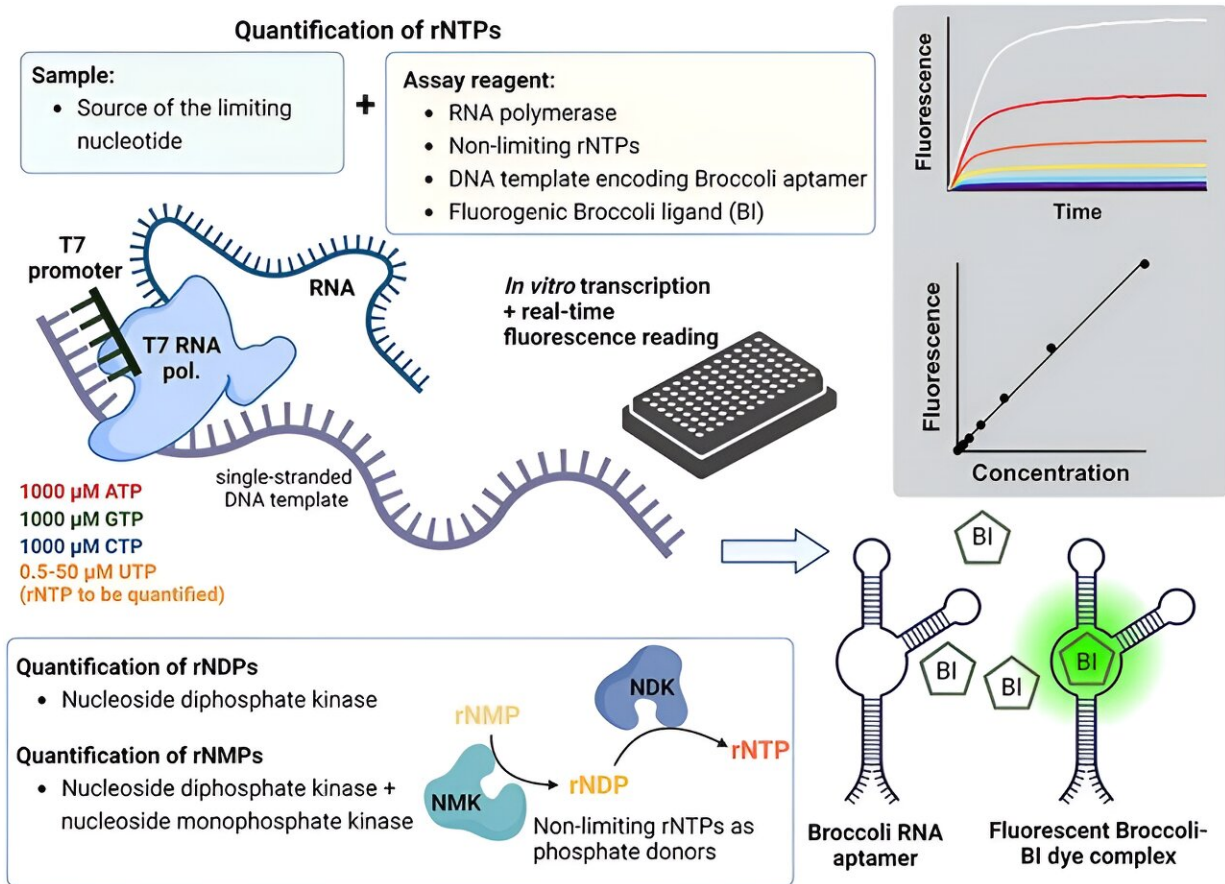 Quantification of rNTPs
Sample:
• Source of the limiting
nucleotide
+
Assay reagent:
• RNA polymerase
• Non-limiting rNTPs
• DNA template encoding Broccoli aptamer
• Fluorogenic Broccoli ligand (BI)
Fluorescence
Time
Fluorescence
Concentration
T7
promoter
RNA
T7 RNA
pol.
In vitro transcription
+ real-time
fluorescence reading
single-stranded
DNA template
1000 µM ATP
1000 µM GTP
1000 µM CTP
0.5-50 µM UTP
(rNTP to be quantified)
BI
BI
BI
BI
Broccoli RNA
aptamer
Fluorescent Broccoli-
BI dye complex
Quantification of rNDPs
• Nucleoside diphosphate kinase
Quantification of rNMPs
• Nucleoside diphosphate kinase +
nucleoside monophosphate kinase
rNMP
NMK
rNDP
NDK
rNTP
Non-limiting rNTPs as
phosphate donors